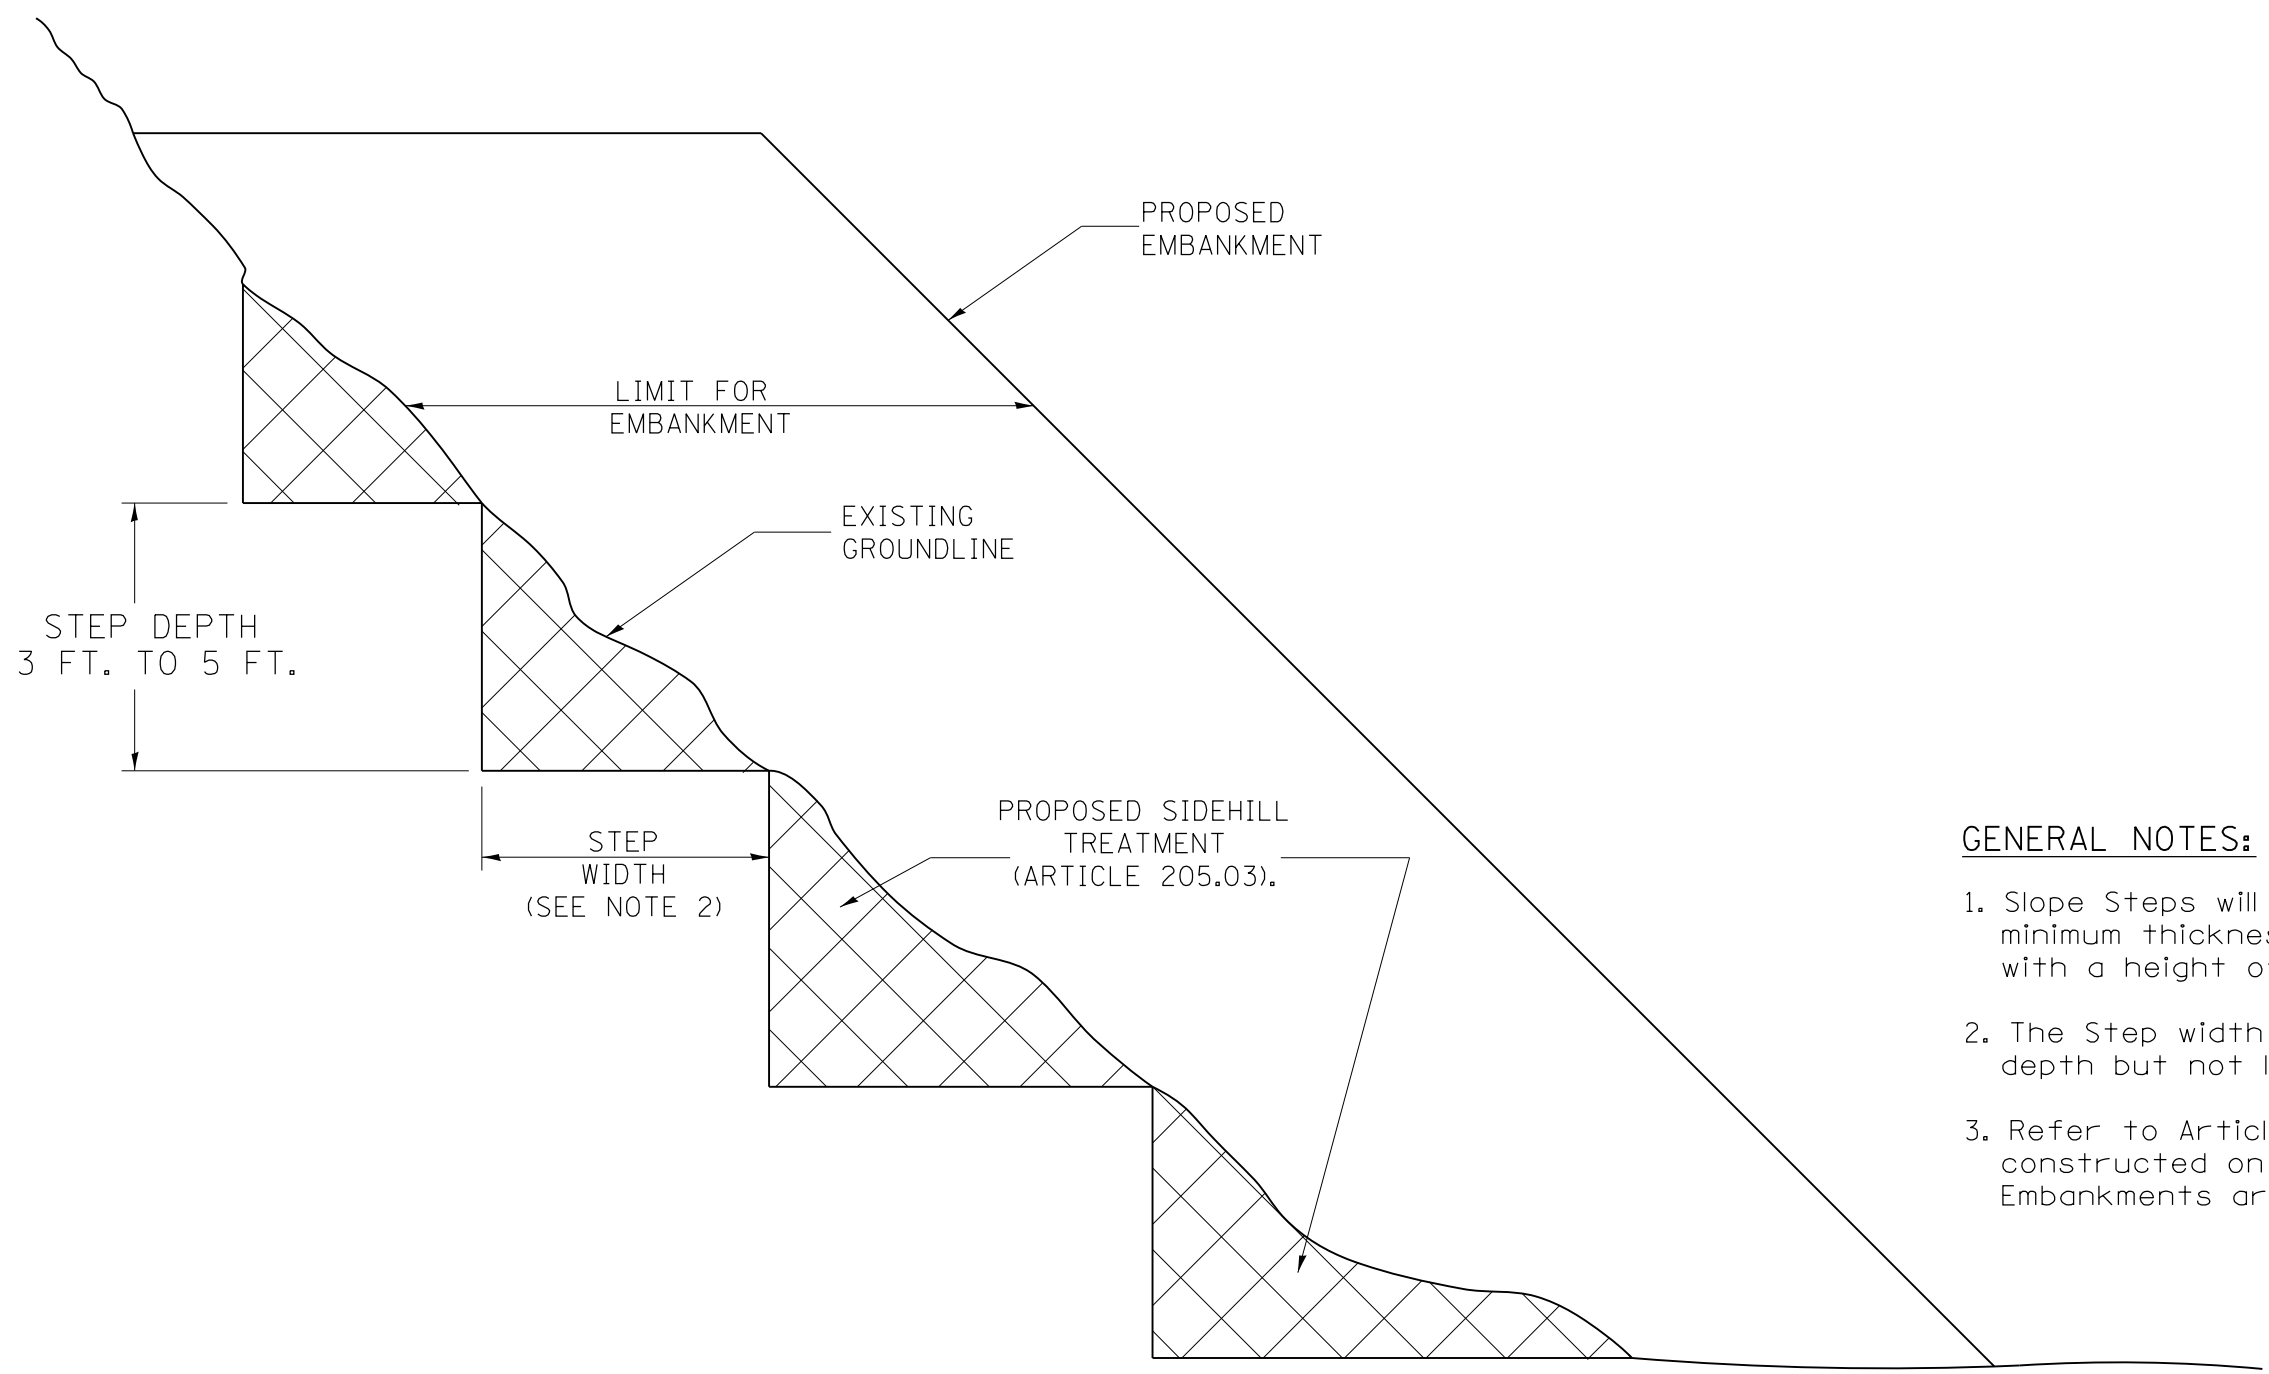 PROPOSED
EMBANKMENT
LIMIT FOR
EMBANKMENT
EXISTING
GROUNDLINE
STEP DEPTH
3 FT. TO 5 FT.
STEP
WIDTH
(SEE NOTE 2)
PROPOSED SIDEHILL
TREATMENT
(ARTICLE 205.03).
GENERAL NOTES:
1. Slope Steps will
minimum
with a height
2. The Step width
depth but not
3. Refer to
constructed on
Embankments